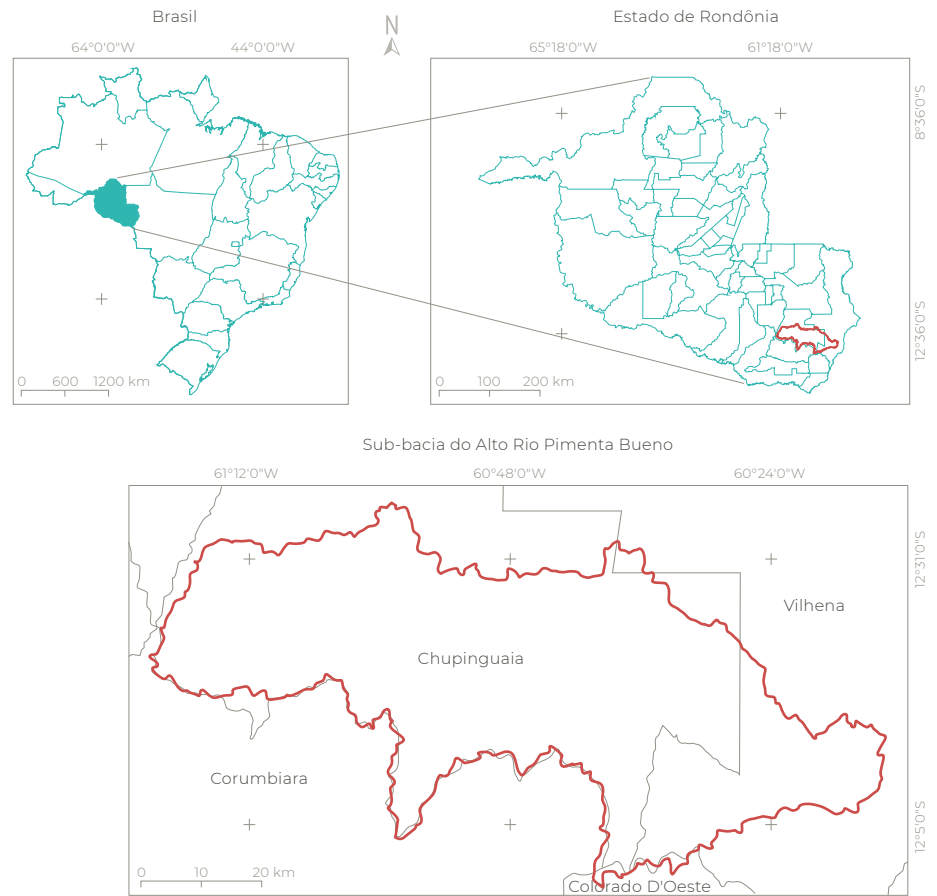 Brasil
N
Estado de Rondônia
64°0'0"W
44°0'0"W
65°18'0"W
61°18'0"W
8°36'0"S
12°36'0"S
0 600 1200 km
0 100 200 km
Sub-bacia do Alto Rio Pimenta Bueno
61°12'0"W
60°48'0"W
60°24'0"W
12°31'0"S
Vilhena
Chupinguaia
Corumbiara
12°5'0"S
0 10 20 km
Colorado D'Oeste